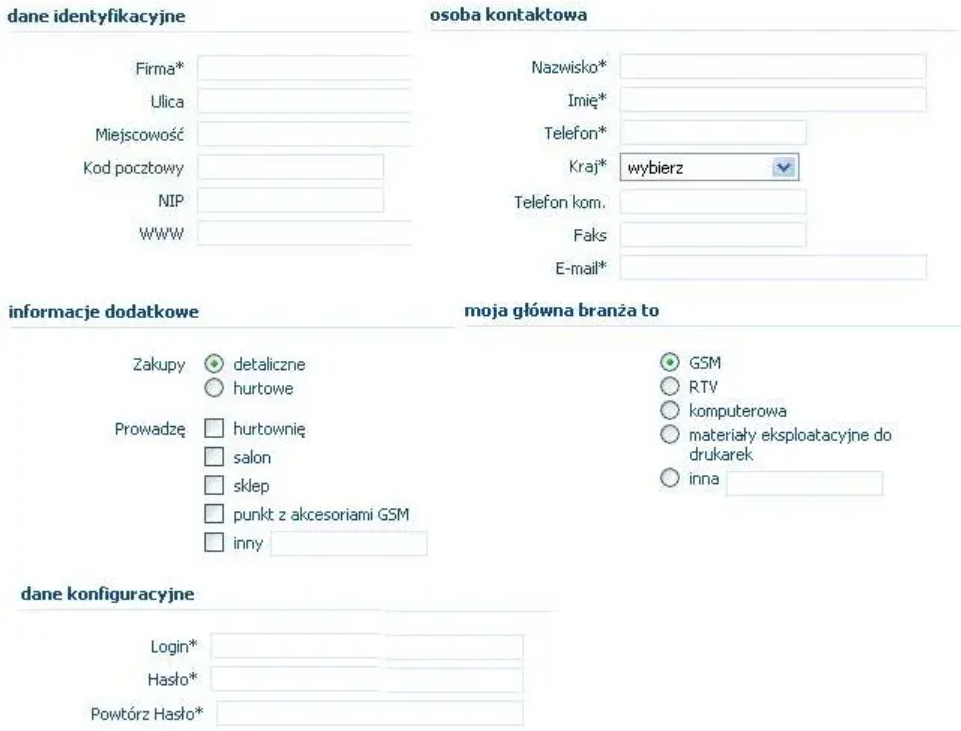 dane identyfikacyjne
Firma*
Ulica
Miejscowość
Kod pocztowy
NIP
WWW
osoba kontaktowa
Nazwisko*
Imię*
Telefon*
Kraj* wybierz
Telefon kom.
Faks
E-mail*
informacje dodatkowe
Zakupy detaliczne
hurtowe
Prowadzę hurtownię
salon
sklep
punkt z akcesoriami GSM
inny
moja główna branża to
GSM
RTV
komputerowa
materiały eksploatacyjne do
drukarek
inna
dane konfiguracyjne
Login*
Hasło*
Powtórz Hasło*